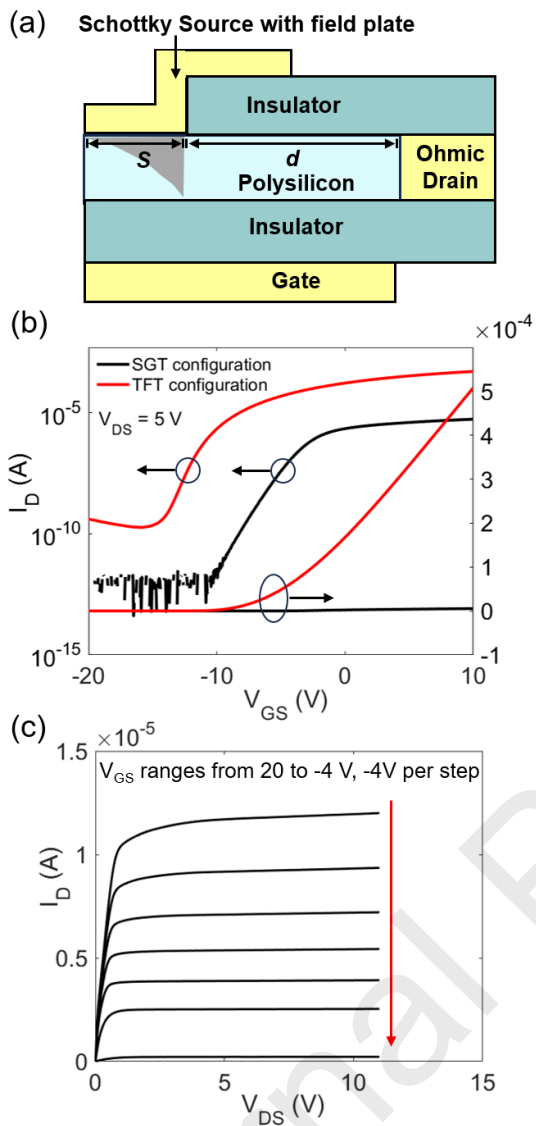 (a)
Schottky Source with field plate
Insulator
S
d
Polysilicon
Ohmic
Drain
Insulator
Gate
(b)
×10⁻⁴
SGT configuration
TFT configuration
V_DS = 5 V
I_D (A)
10⁻⁵
10⁻¹⁰
10⁻¹⁵
5
4
3
2
1
0
-1
-20
-10
0
10
V_GS (V)
(c)
×10⁻⁵
V_GS ranges from 20 to -4 V, -4V per step
I_D (A)
1.5
1
0.5
0
0
5
10
15
V_DS (V)